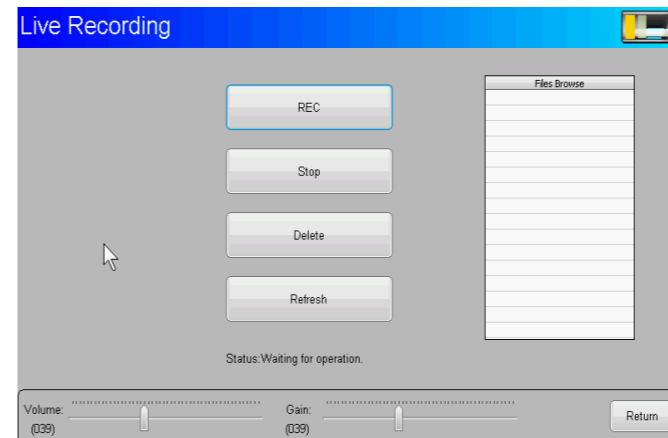 Live Recording
REC
Files Browse
Stop
Delete
Refresh
Status:Waiting for operation.
Volume:
(039)
Gain:
(039)
Return